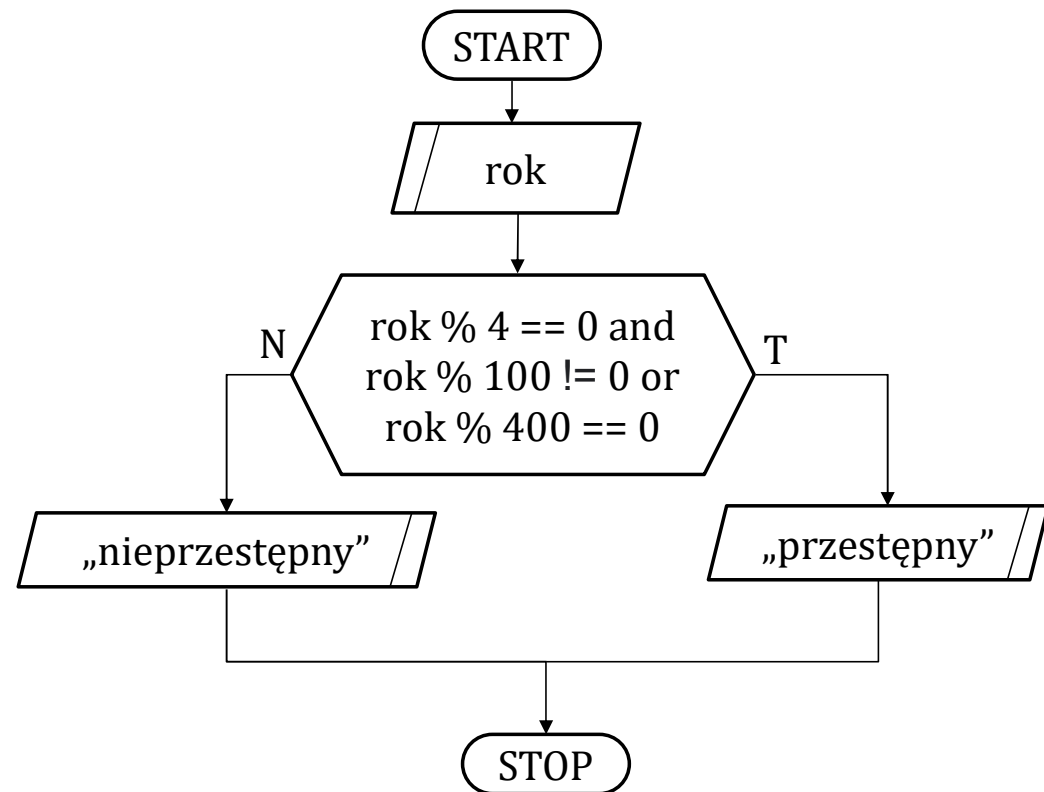 START
rok
rok % 4 == 0 and
rok % 100 != 0 or
rok % 400 == 0
N
T
„nieprzestępny”
„przestępny”
STOP